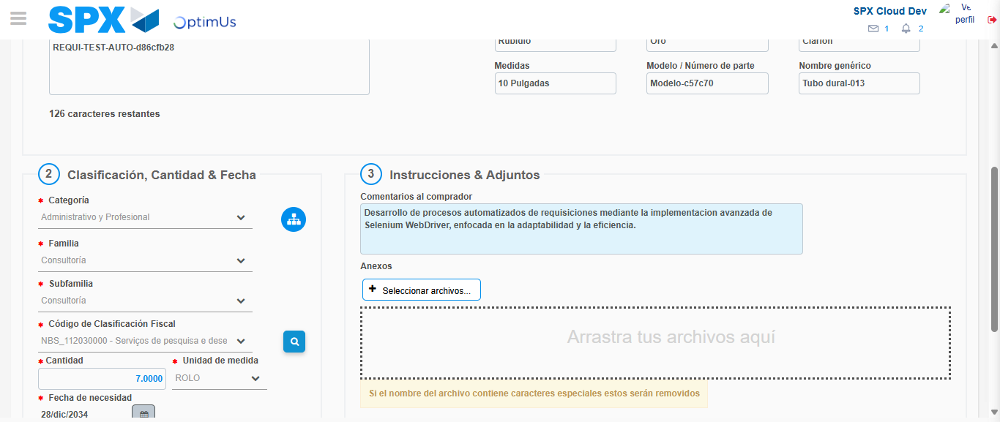 SPX OptimUs
SPX Cloud Dev
Ve
perfil
1 2
REQUI-TEST-AUTO-d86cfb28
Rubidio
Oro
Clarion
Medidas
Modelo / Número de parte
Nombre genérico
10 Pulgadas
Modelo-c57c70
Tubo dural-013
126 caracteres restantes
2 Clasificación, Cantidad & Fecha
* Categoría
Administrativo y Profesional
* Familia
Consultoría
* Subfamilia
Consultoría
* Código de Clasificación Fiscal
NBS_112030000 - Serviços de pesquisa e dese
* Cantidad
* Unidad de medida
7.0000
ROLO
* Fecha de necesidad
28/dic/2034
3 Instrucciones & Adjuntos
Comentarios al comprador
Desarrollo de procesos automatizados de requisiciones mediante la implementacion avanzada de
Selenium WebDriver, enfocada en la adaptabilidad y la eficiencia.
Anexos
+ Seleccionar archivos...
Arrastra tus archivos aquí
Si el nombre del archivo contiene caracteres especiales estos serán removidos